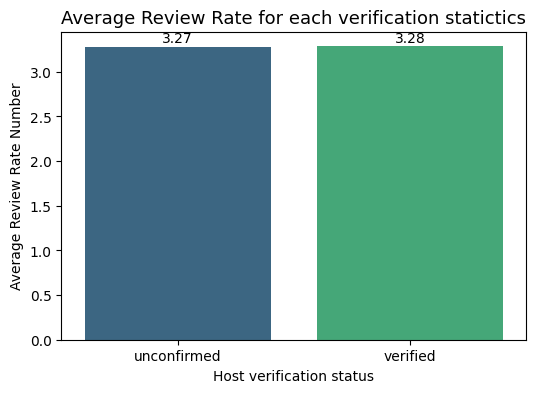 Average Review Rate for each verification statictics
3.27
3.28
3.0
2.5
2.0
1.5
1.0
0.5
0.0
Average Review Rate Number
unconfirmed
verified
Host verification status